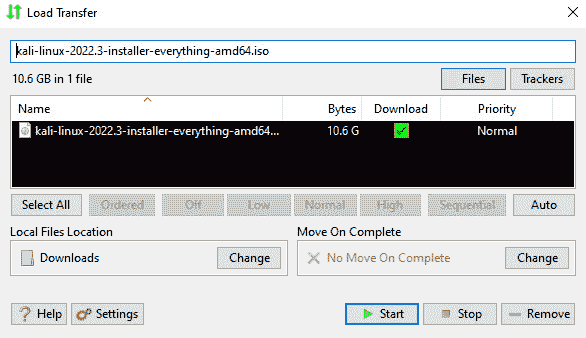 Load Transfer
kali-linux-2022.3-installer-everything-amd64.iso
10.6 GB in 1 file
Files
Trackers
Name Bytes Download Priority
kali-linux-2022.3-installer-everything-amd64... 10.6 G Normal
Select All Ordered Off Low Normal High Sequential Auto
Local Files Location
Move On Complete
Downloads
Change
No Move On Complete
Change
Help
Settings
Start
Stop
Remove